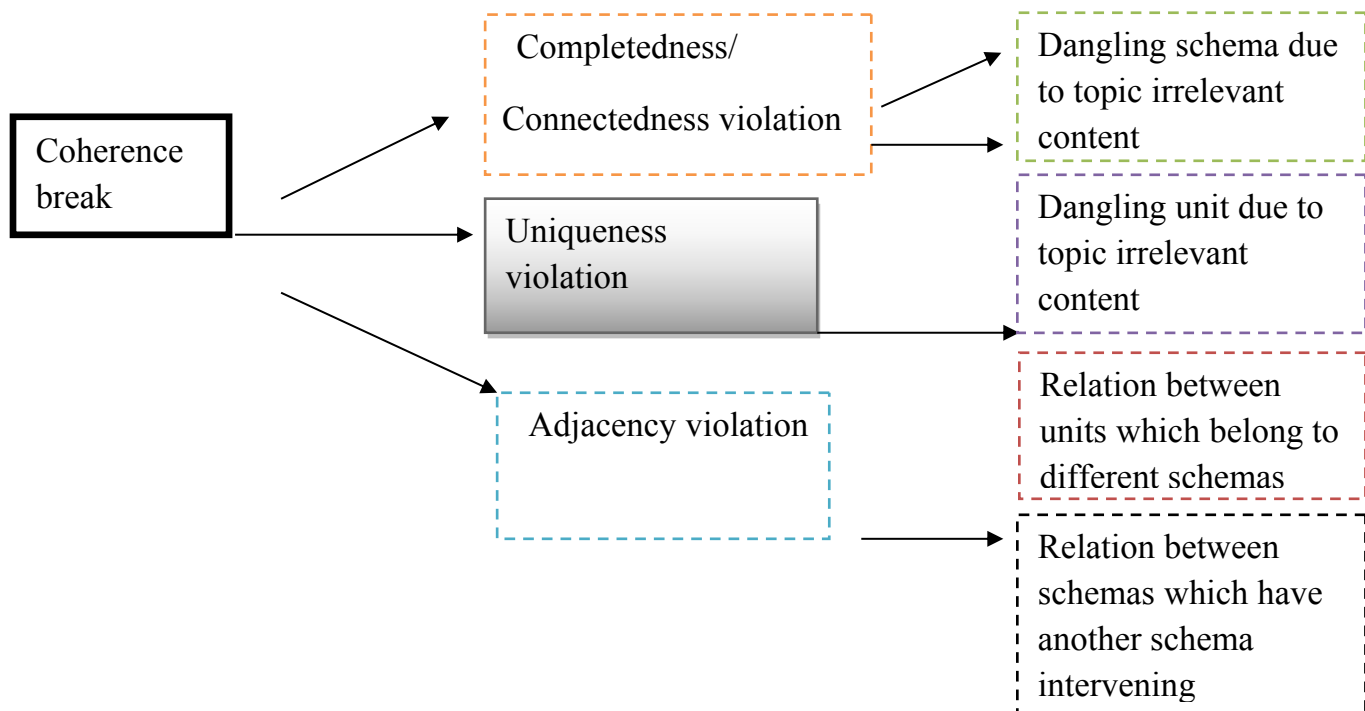 Coherence
break
Completedness/
Connectedness violation
Uniqueness
violation
Adjacency violation
Dangling schema due
to topic irrelevant
content
Dangling unit due to
topic irrelevant
content
Relation between
units which belong to
different schemas
Relation between
schemas which have
another schema
intervening